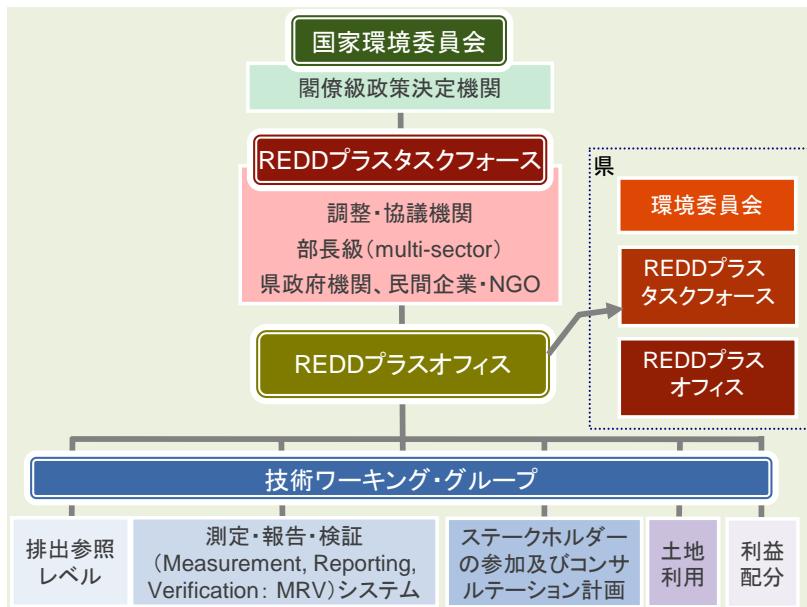 国家環境委員会
閣僚級政策決定機関
REDDプラスタスクフォース
調整・協議機関
部長級(multi-sector)
県政府機関、民間企業・NGO
REDDプラスオフィス
県
環境委員会
REDDプラス
タスクフォース
REDDプラス
オフィス
技術ワーキング・グループ
排出参照
レベル
測定・報告・検証
(Measurement, Reporting,
Verification: MRV)システム
ステークホルダー
の参加及びコンサ
ルテーション計画
土地
利用
利益
配分